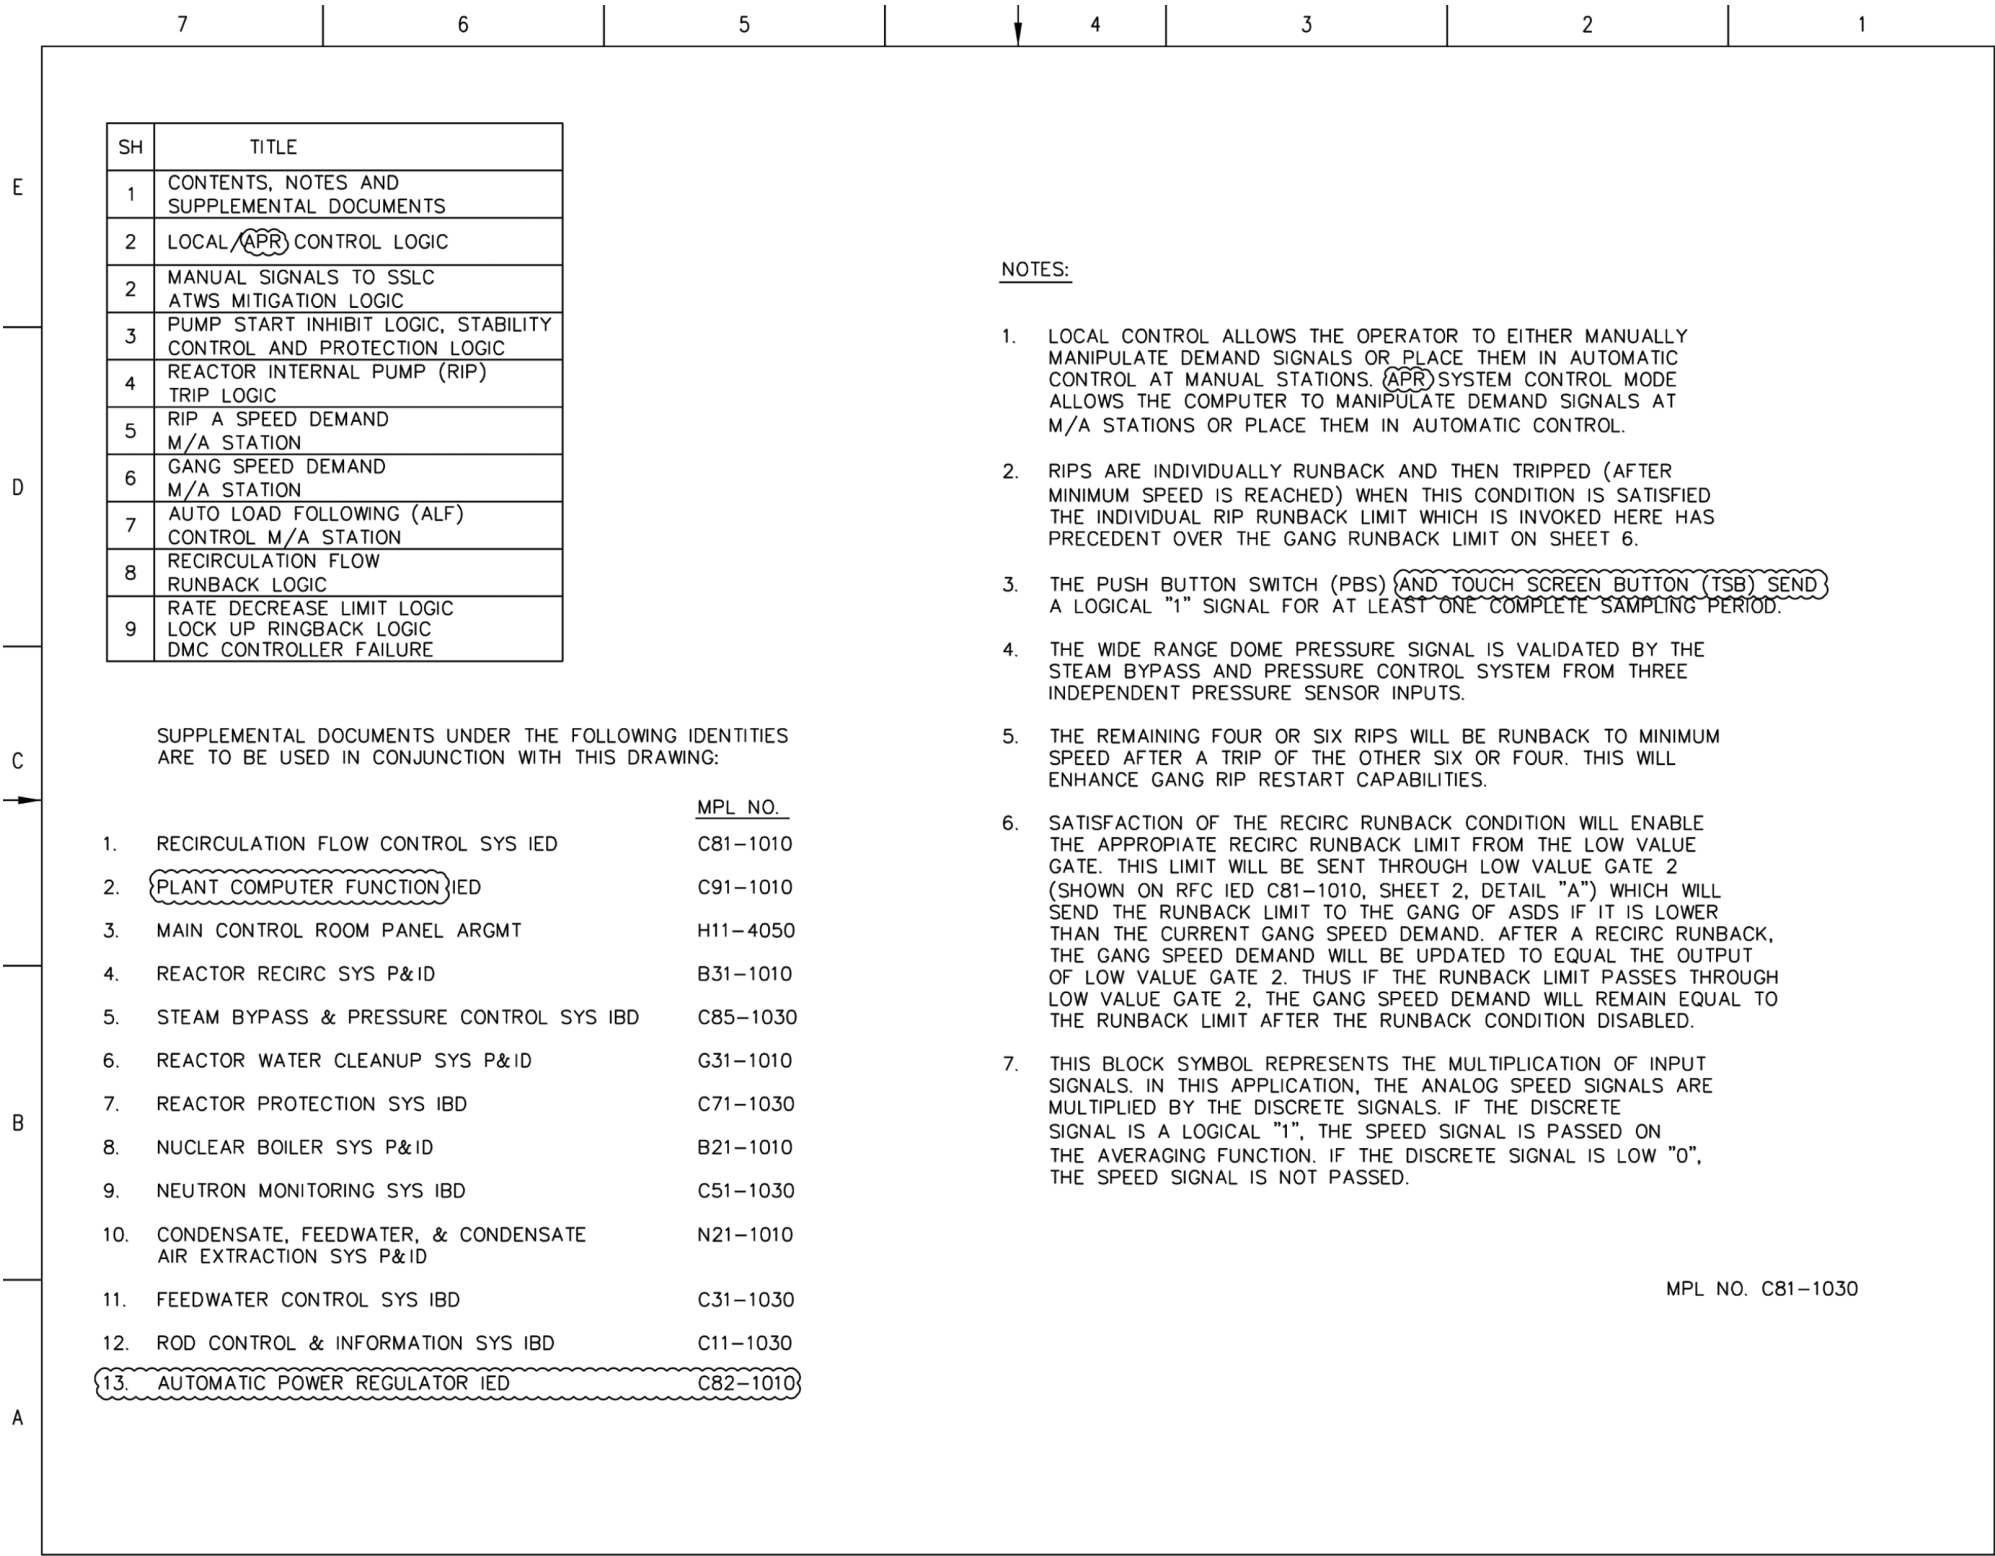 7 6 5 4 3 2 1
E
D
C
B
A
SH TITLE
1 CONTENTS, NOTES AND
SUPPLEMENTAL DOCUMENTS
2 LOCAL/APR CONTROL LOGIC
2 MANUAL SIGNALS TO SSLC
ATWS MITIGATION LOGIC
3 PUMP START INHIBIT LOGIC, STABILITY
CONTROL AND PROTECTION LOGIC
4 REACTOR INTERNAL PUMP (RIP)
TRIP LOGIC
5 RIP A SPEED DEMAND
M/A STATION
6 GANG SPEED DEMAND
M/A STATION
7 AUTO LOAD FOLLOWING (ALF)
CONTROL M/A STATION
8 RECIRCULATION FLOW
RUNBACK LOGIC
9 RATE DECREASE LIMIT LOGIC
LOCK UP RINGBACK LOGIC
DMC CONTROLLER FAILURE
SUPPLEMENTAL DOCUMENTS UNDER THE FOLLOWING IDENTITIES
ARE TO BE USED IN CONJUNCTION WITH THIS DRAWING:
MPL NO.
1. RECIRCULATION FLOW CONTROL SYS IED C81-1010
2. PLANT COMPUTER FUNCTION IED C91-1010
3. MAIN CONTROL ROOM PANEL ARGMT H11-4050
4. REACTOR RECIRC SYS P&ID B31-1010
5. STEAM BYPASS & PRESSURE CONTROL SYS IBD C85-1030
6. REACTOR WATER CLEANUP SYS P&ID G31-1010
7. REACTOR PROTECTION SYS IBD C71-1030
8. NUCLEAR BOILER SYS P&ID B21-1010
9. NEUTRON MONITORING SYS IBD C51-1030
10. CONDENSATE, FEEDWATER, & CONDENSATE N21-1010
AIR EXTRACTION SYS P&ID
11. FEEDWATER CONTROL SYS IBD C31-1030
12. ROD CONTROL & INFORMATION SYS IBD C11-1030
13. AUTOMATIC POWER REGULATOR IED C82-1010
NOTES:
1. LOCAL CONTROL ALLOWS THE OPERATOR TO EITHER MANUALLY
MANIPULATE DEMAND SIGNALS OR PLACE THEM IN AUTOMATIC
CONTROL AT MANUAL STATIONS. APR SYSTEM CONTROL MODE
ALLOWS THE COMPUTER TO MANIPULATE DEMAND SIGNALS AT
M/A STATIONS OR PLACE THEM IN AUTOMATIC CONTROL.
2. RIPS ARE INDIVIDUALLY RUNBACK AND THEN TRIPPED (AFTER
MINIMUM SPEED IS REACHED) WHEN THIS CONDITION IS SATISFIED
THE INDIVIDUAL RIP RUNBACK LIMIT WHICH IS INVOKED HERE HAS
PRECEDENT OVER THE GANG RUNBACK LIMIT ON SHEET 6.
3. THE PUSH BUTTON SWITCH (PBS) AND TOUCH SCREEN BUTTON (TSB) SEND
A LOGICAL "1" SIGNAL FOR AT LEAST ONE COMPLETE SAMPLING PERIOD.
4. THE WIDE RANGE DOME PRESSURE SIGNAL IS VALIDATED BY THE
STEAM BYPASS AND PRESSURE CONTROL SYSTEM FROM THREE
INDEPENDENT PRESSURE SENSOR INPUTS.
5. THE REMAINING FOUR OR SIX RIPS WILL BE RUNBACK TO MINIMUM
SPEED AFTER A TRIP OF THE OTHER SIX OR FOUR. THIS WILL
ENHANCE GANG RIP RESTART CAPABILITIES.
6. SATISFACTION OF THE RECIRC RUNBACK CONDITION WILL ENABLE
THE APPROPIATE RECIRC RUNBACK LIMIT FROM THE LOW VALUE
GATE. THIS LIMIT WILL BE SENT THROUGH LOW VALUE GATE 2
(SHOWN ON RFC IED C81-1010, SHEET 2, DETAIL "A") WHICH WILL
SEND THE RUNBACK LIMIT TO THE GANG OF ASDS IF IT IS LOWER
THAN THE CURRENT GANG SPEED DEMAND. AFTER A RECIRC RUNBACK,
THE GANG SPEED DEMAND WILL BE UPDATED TO EQUAL THE OUTPUT
OF LOW VALUE GATE 2. THUS IF THE RUNBACK LIMIT PASSES THROUGH
LOW VALUE GATE 2, THE GANG SPEED DEMAND WILL REMAIN EQUAL TO
THE RUNBACK LIMIT AFTER THE RUNBACK CONDITION DISABLED.
7. THIS BLOCK SYMBOL REPRESENTS THE MULTIPLICATION OF INPUT
SIGNALS. IN THIS APPLICATION, THE ANALOG SPEED SIGNALS ARE
MULTIPLIED BY THE DISCRETE SIGNALS. IF THE DISCRETE
SIGNAL IS A LOGICAL "1", THE SPEED SIGNAL IS PASSED ON
THE AVERAGING FUNCTION. IF THE DISCRETE SIGNAL IS LOW "0",
THE SPEED SIGNAL IS NOT PASSED.
MPL NO. C81-1030